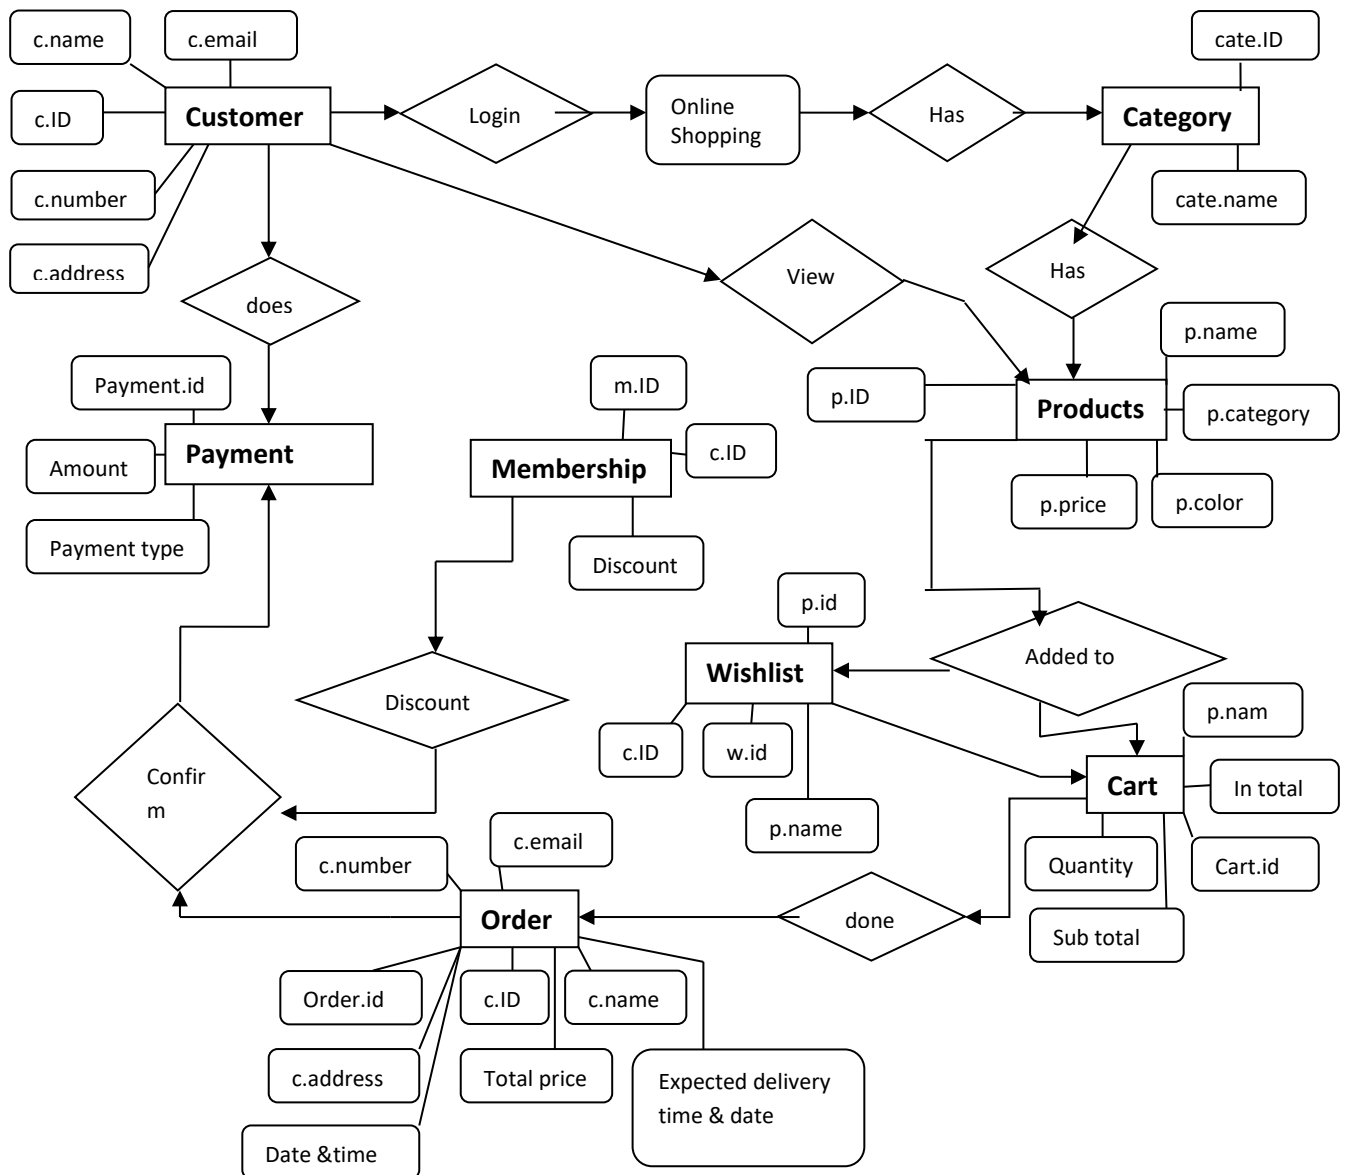 c.name
c.email
cate.ID
c.ID
Customer
Login
Online
Shopping
Has
Category
c.number
cate.name
c.address
View
Has
does
p.name
Payment.id
m.ID
p.ID
Products
p.category
Payment
Amount
Membership
c.ID
p.price
p.color
Payment type
Discount
p.id
Added to
Wishlist
Discount
p.nam
c.ID
w.id
Confir
m
Cart
In total
p.name
c.number
c.email
Quantity
Cart.id
Order
done
Sub total
Order.id
c.ID
c.name
c.address
Total price
Expected delivery
time & date
Date &time